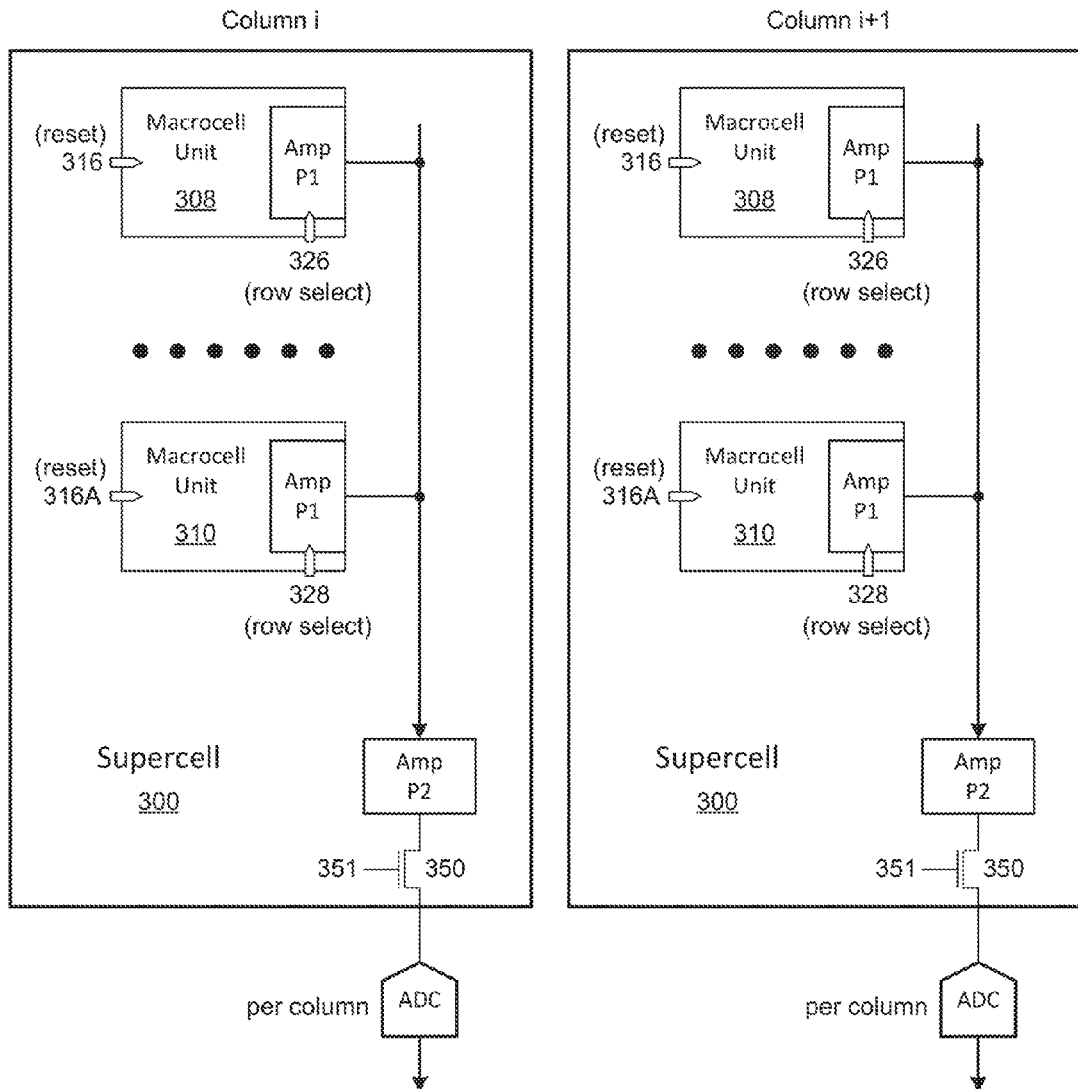 Column i
(reset)
316
Macrocell
Unit
308
Amp
P1
326
(row select)
(reset)
316A
Macrocell
Unit
310
Amp
P1
328
(row select)
Supercell
300
Amp
P2
351
350
per column
ADC
Column i+1
(reset)
316
Macrocell
Unit
308
Amp
P1
326
(row select)
(reset)
316A
Macrocell
Unit
310
Amp
P1
328
(row select)
Supercell
300
Amp
P2
351
350
per column
ADC